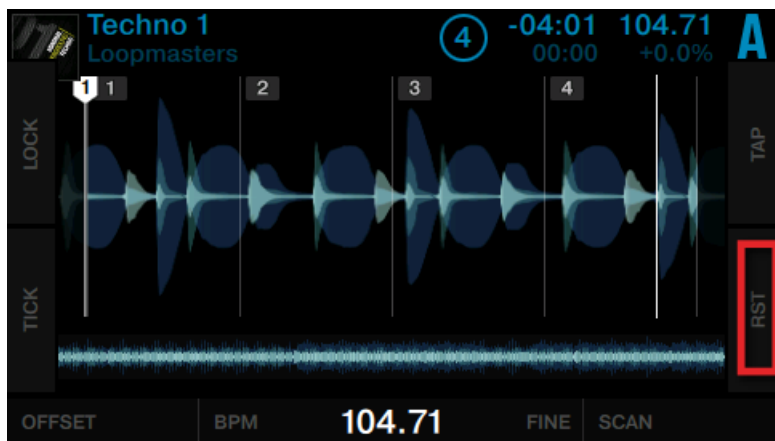 Techno 1
Loopmasters
4
-04:01
00:00
104.71
+0.0%
A
1
1
2
3
4
LOCK
TAP
TICK
RST
OFFSET
BPM
104.71
FINE
SCAN